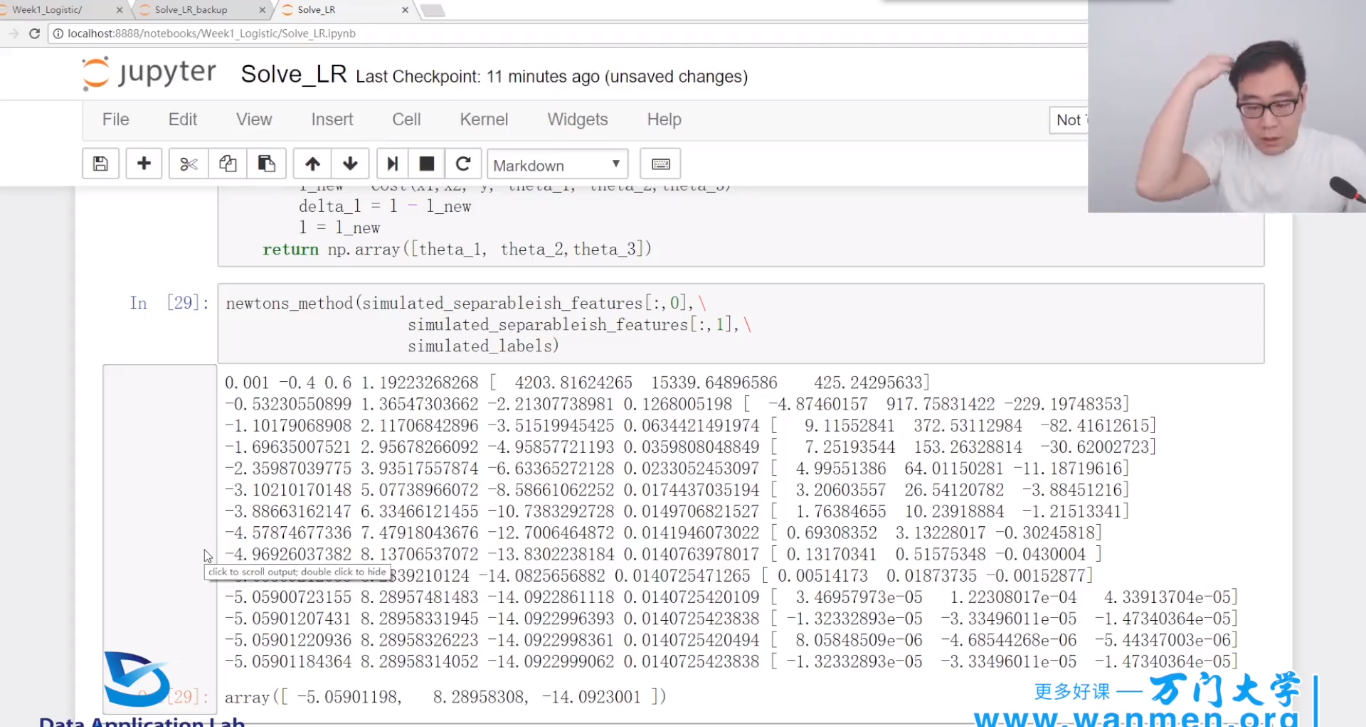 Week1_Logistic/
Solve_LR_backup
Solve_LR
localhost:8888/notebooks/Week1_Logistic/Solve_LR.ipynb
jupyter Solve_LR Last Checkpoint: 11 minutes ago (unsaved changes)
File Edit View Insert Cell Kernel Widgets Help
Not
Markdown
l_new = cost(x1,x2, y, theta_1, theta_2,theta_3)
delta_l = l - l_new
l = l_new
return np.array([theta_1, theta_2,theta_3])
In [29]: newtons_method(simulated_separableish_features[:,0],\
simulated_separableish_features[:,1],\
simulated_labels)
0.001 -0.4 0.6 1.19223268268 [ 4203.81624265 15339.64896586 425.24295633]
-0.53230550899 1.36547303662 -2.21307738981 0.1268005198 [ -4.87460157 917.75831422 -229.19748353]
-1.10179068908 2.11706842896 -3.51519945425 0.0634421491974 [ 9.11552841 372.53112984 -82.41612615]
-1.69635007521 2.95678266092 -4.95857721193 0.0359808048849 [ 7.25193544 153.26328814 -30.62002723]
-2.35987039775 3.93517557874 -6.63365272128 0.0233052453097 [ 4.99551386 64.01150281 -11.18719616]
-3.10210170148 5.07738966072 -8.58661062252 0.0174437035194 [ 3.20603557 26.54120782 -3.88451216]
-3.88663162147 6.33466121455 -10.7383292728 0.0149706821527 [ 1.76384655 10.23918884 -1.21513341]
-4.57874677336 7.47918043676 -12.7006464872 0.0141946073022 [ 0.69308352 3.13228017 -0.30245818]
-4.96926037382 8.13706537072 -13.8302238184 0.0140763978017 [ 0.13170341 0.51575348 -0.0430004 ]
click to scroll output; double click to hide
839210124 -14.0825656882 0.0140725471265 [ 0.00514173 0.01873735 -0.00152877]
-5.05900723155 8.28957481483 -14.0922861118 0.0140725420109 [ 3.46957973e-05 1.22308017e-04 4.33913704e-05]
-5.05901207431 8.28958331945 -14.0922996393 0.0140725423838 [ -1.32332893e-05 -3.33496011e-05 -1.47340364e-05]
-5.05901220936 8.28958326223 -14.0922998361 0.0140725420494 [ 8.05848509e-06 -4.68544268e-06 -5.44347003e-06]
-5.05901184364 8.28958314052 -14.0922999062 0.0140725423838 [ -1.32332893e-05 -3.33496011e-05 -1.47340364e-05]
[29]: array([ -5.05901198, 8.28958308, -14.0923001 ])
Data Application Lab
更多好课 — 万门大学
www.wanmen.org